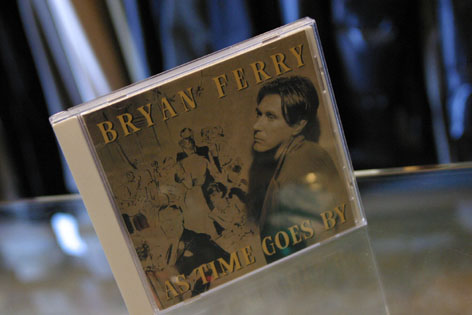 BRYAN FERRY
AS TIME GOES BY